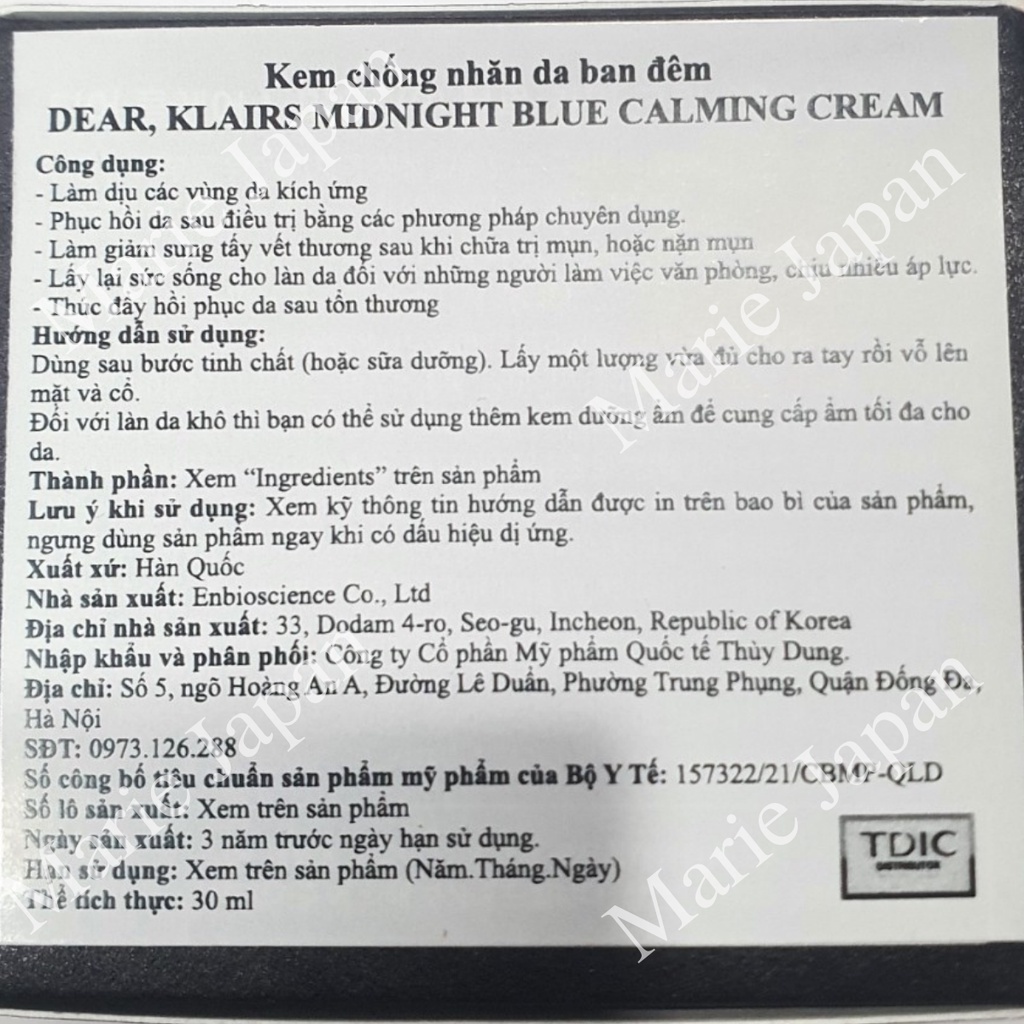 Kem chống nhăn da ban đêm
DEAR, KLAIRS MIDNIGHT BLUE CALMING CREAM
Công dụng:
- Làm dịu các vùng da kích ứng
- Phục hồi da sau điều trị bằng các phương pháp chuyên dụng.
- Làm giảm sung tấy vết thương sau khi chữa trị mụn, hoặc nặn mụn
- Lấy lại sức sống cho làn da đối với những người làm việc văn phòng, chịu nhiều áp lực.
- Thúc đẩy hồi phục da sau tổn thương
Hướng dẫn sử dụng:
Dùng sau bước tinh chất (hoặc sữa dưỡng). Lấy một lượng vừa đủ cho ra tay rồi vỗ lên
mặt và cổ.
Đối với làn da khô thì bạn có thể sử dụng thêm kem dưỡng ẩm để cung cấp ẩm tối đa cho
da.
Thành phần: Xem “Ingredients” trên sản phẩm
Lưu ý khi sử dụng: Xem kỹ thông tin hướng dẫn được in trên bao bì của sản phẩm,
ngưng dùng sản phẩm ngay khi có dấu hiệu dị ứng.
Xuất xứ: Hàn Quốc
Nhà sản xuất: Enbioscience Co., Ltd
Địa chỉ nhà sản xuất: 33, Dodam 4-ro, Seo-gu, Incheon, Republic of Korea
Nhập khẩu và phân phối: Công ty Cổ phần Mỹ phẩm Quốc tế Thùy Dung.
Địa chỉ: Số 5, ngõ Hoàng An A, Đường Lê Duẩn, Phường Trung Phụng, Quận Đống Đa,
Hà Nội
SĐT: 0973.126.288
Số công bố tiêu chuẩn sản phẩm mỹ phẩm của Bộ Y Tế: 157322/21/CBMP-QLD
Số lô sản xuất: Xem trên sản phẩm
Ngày sản xuất: 3 năm trước ngày hạn sử dụng.
Hạn sử dụng: Xem trên sản phẩm (Năm.Tháng.Ngày)
Thể tích thực: 30 ml
TDIC
DISTRIBUTOR
Marie Japan
Marie Japan
Marie Japan
Marie Japan